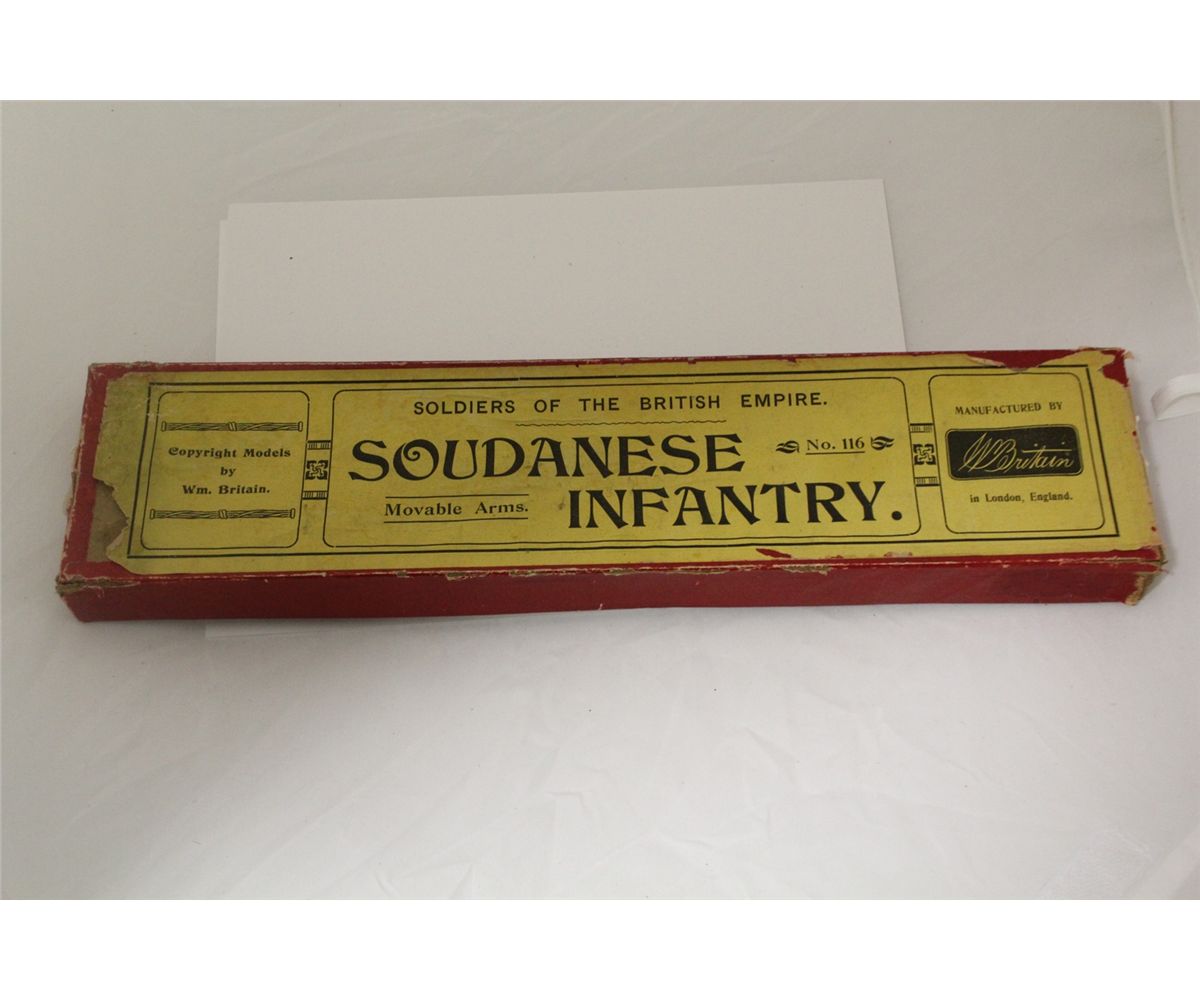 Copyright Models
by
Wm. Britain.
SOLDIERS OF THE BRITISH EMPIRE.
SOUDANESE
No. 116
Movable Arms.
INFANTRY.
MANUFACTURED BY
W Britain
in London, England.